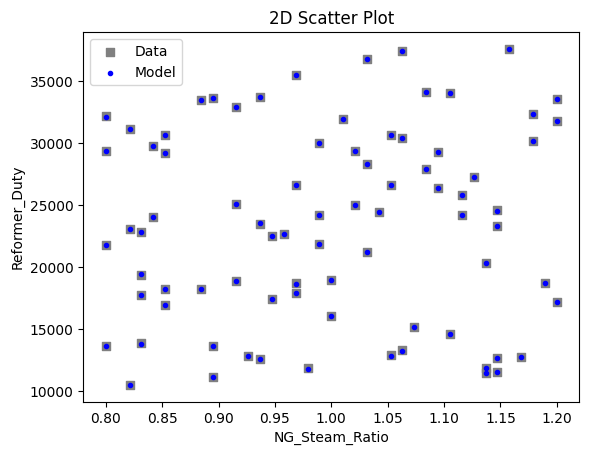 2D Scatter Plot
Data
Model
Reformer_Duty
35000
30000
25000
20000
15000
10000
0.80 0.85 0.90 0.95 1.00 1.05 1.10 1.15 1.20
NG_Steam_Ratio